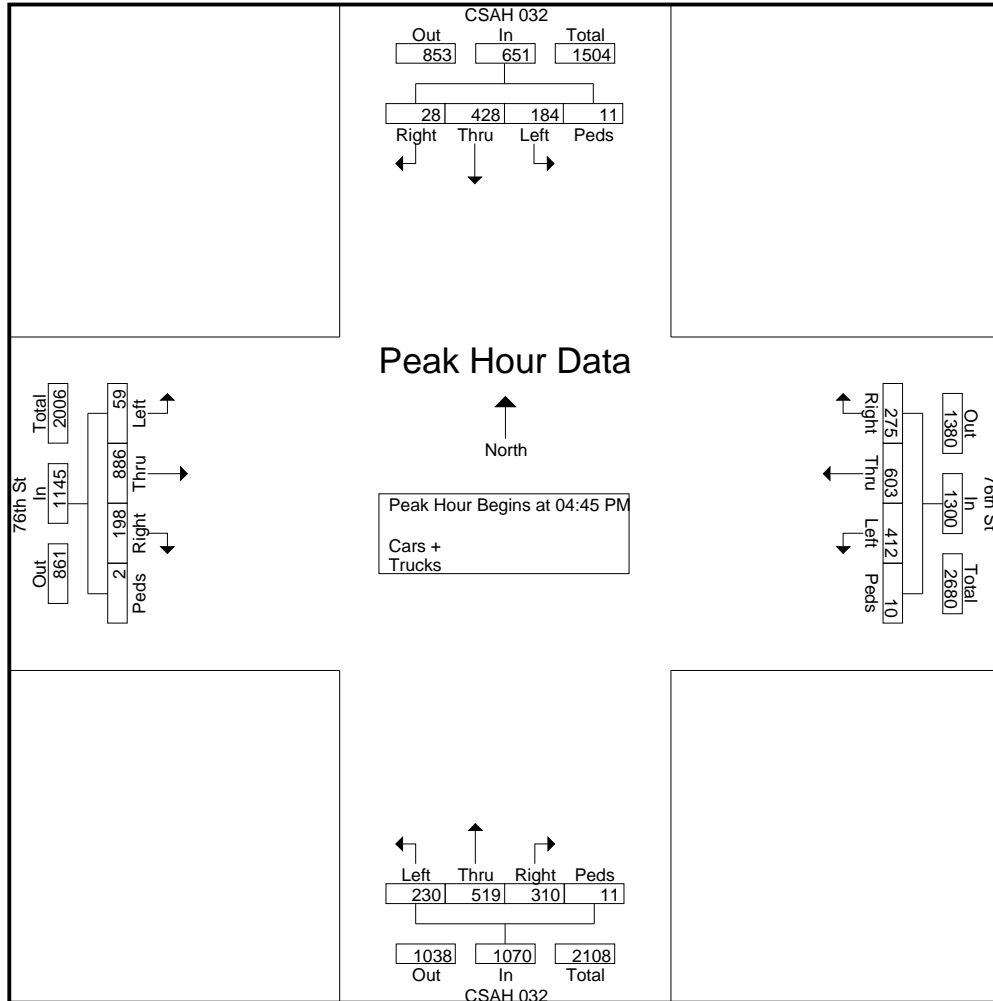 CSAH 032
Out In Total
853 651 1504
28 428 184 11
Right Thru Left Peds
Peak Hour Data
North
Peak Hour Begins at 04:45 PM
Cars +
Trucks
76th St
Total In Out
2006 1145 861
59 886 198 2
Left Thru Right Peds
76th St
Out In Total
1380 1300 2680
275 603 412 10
Right Thru Left Peds
Left Thru Right Peds
230 519 310 11
1038 1070 2108
Out In Total
CSAH 032